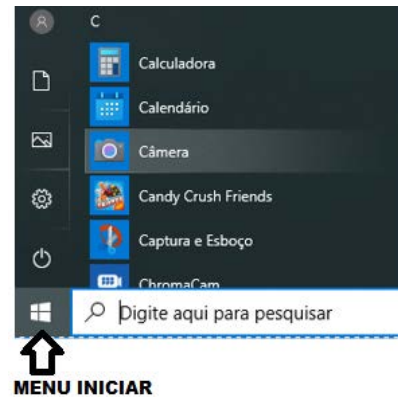 C
Calculadora
Calendário
Câmera
Candy Crush Friends
Captura e Esboço
ChromaCam
Digite aqui para pesquisar
MENU INICIAR